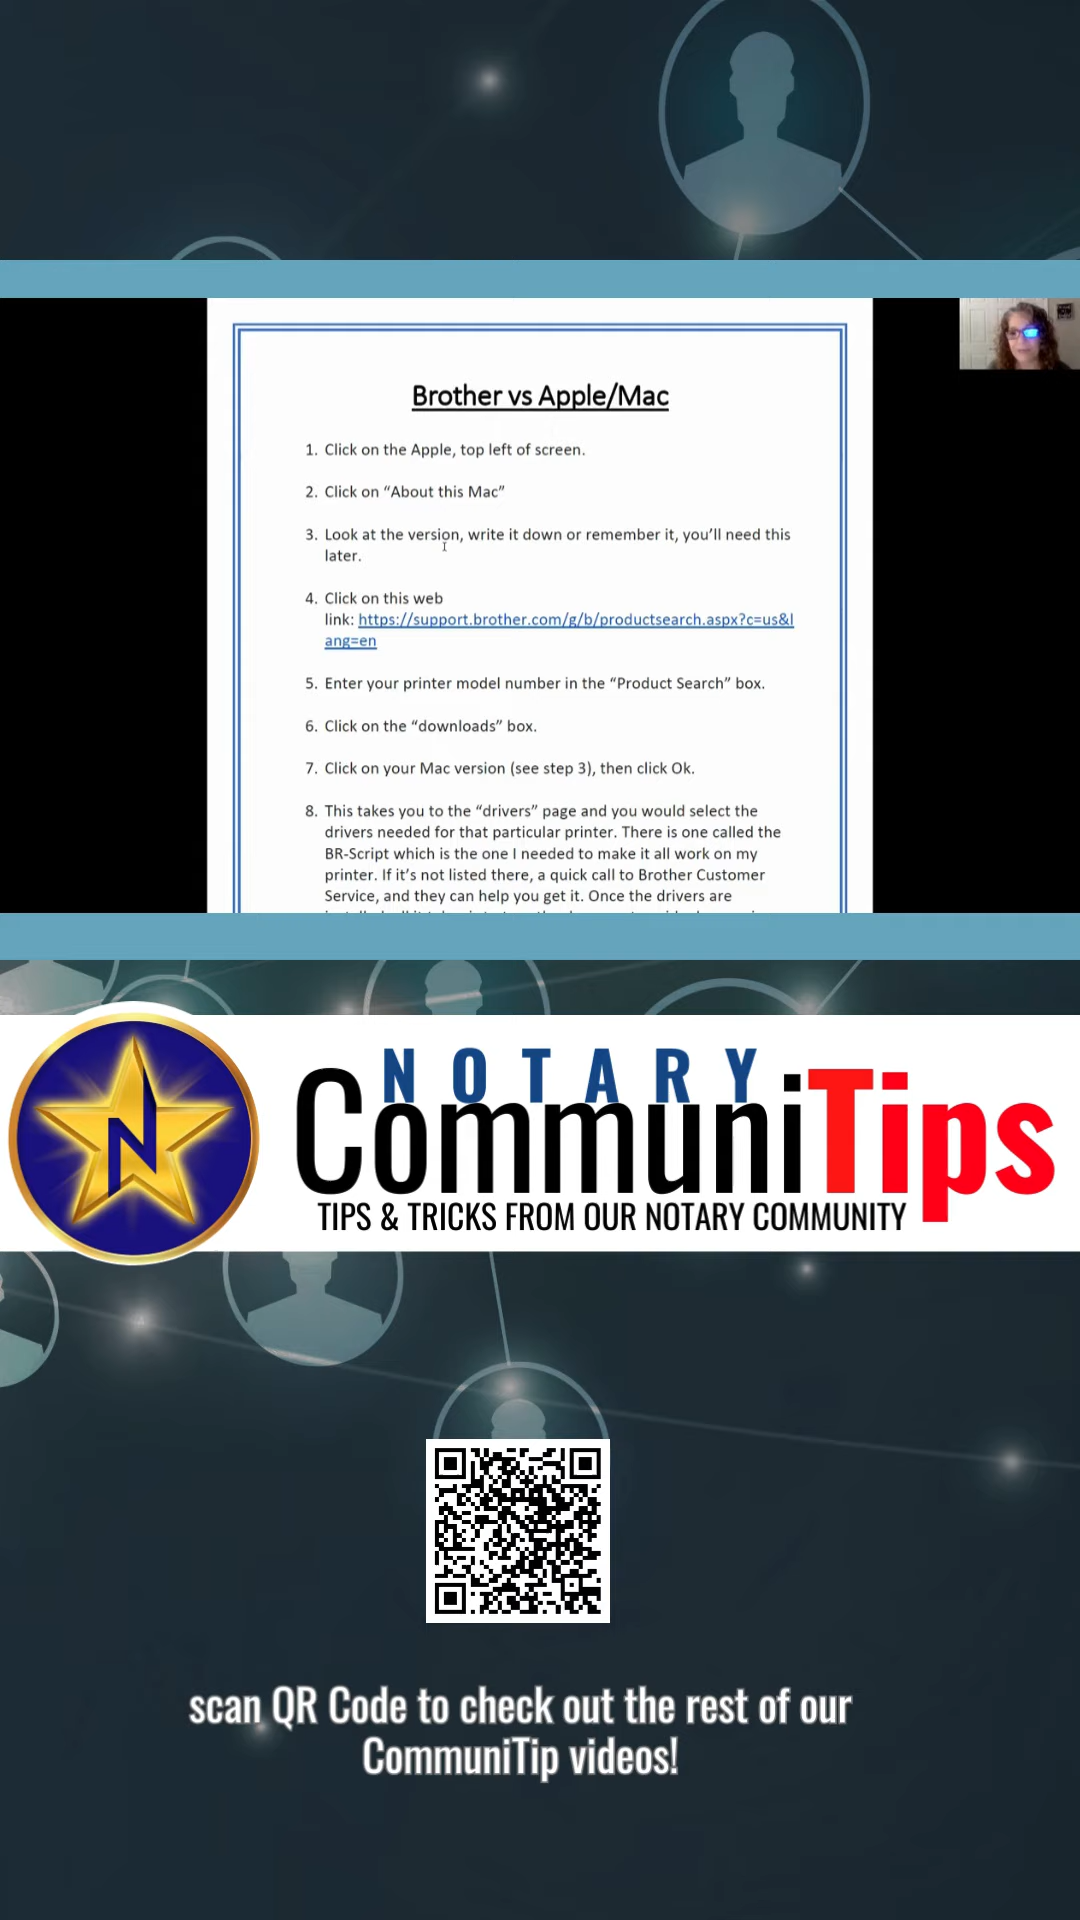 Brother vs Apple/Mac
1. Click on the Apple, top left of screen.
2. Click on “About this Mac”
3. Look at the version, write it down or remember it, you’ll need this
later.
4. Click on this web
link: https://support.brother.com/g/b/productsearch.aspx?c=us&l
ang=en
5. Enter your printer model number in the “Product Search” box.
6. Click on the “downloads” box.
7. Click on your Mac version (see step 3), then click Ok.
8. This takes you to the “drivers” page and you would select the
drivers needed for that particular printer. There is one called the
BR-Script which is the one I needed to make it all work on my
printer. If it’s not listed there, a quick call to Brother Customer
Service, and they can help you get it. Once the drivers are
N
NOTARY
CommuniTips
TIPS & TRICKS FROM OUR NOTARY COMMUNITY
scan QR Code to check out the rest of our
CommuniTip videos!